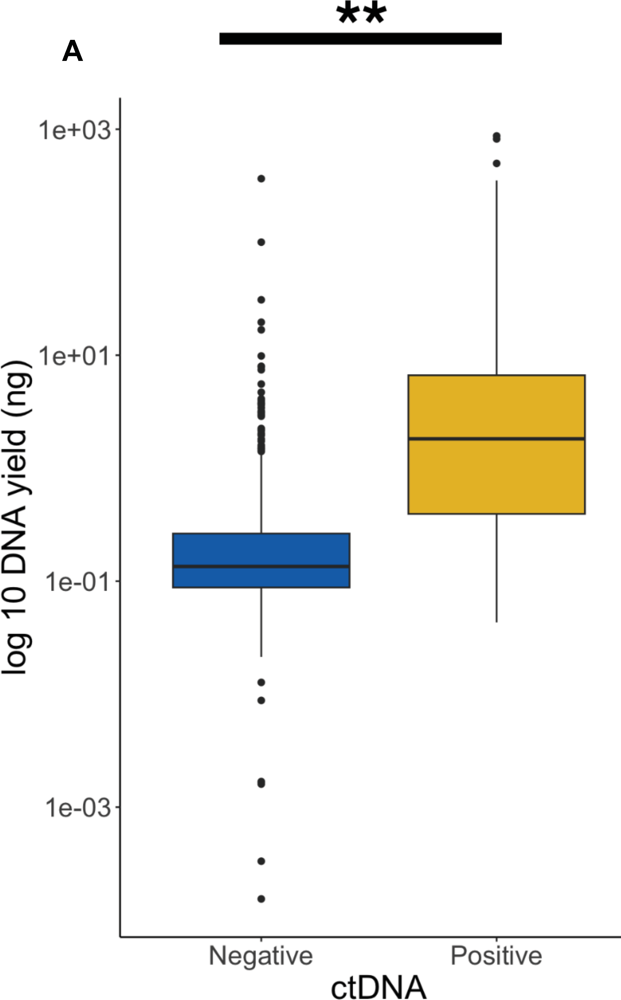 **
A
1e+03
1e+01
1e-01
1e-03
log 10 DNA yield (ng)
Negative
Positive
ctDNA